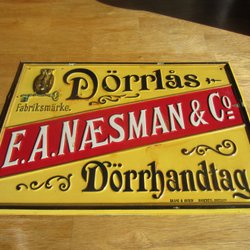 Dörrlås
Fabriksmärke.
E.A. NÆSMAN & Co
Dörrhandtag